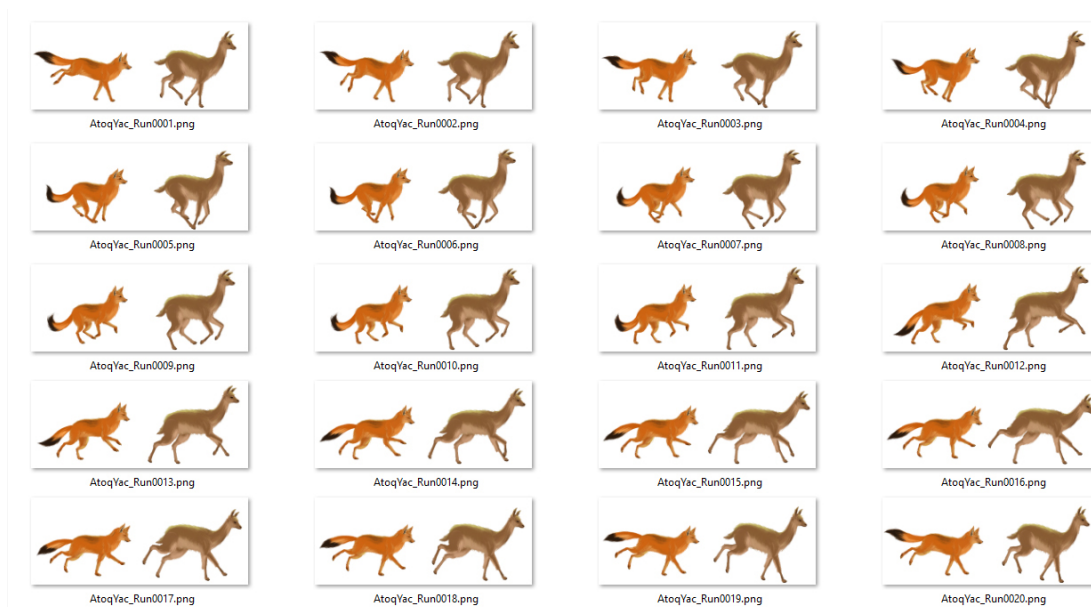 AtoqYac_Run0001.png
AtoqYac_Run0002.png
AtoqYac_Run0003.png
AtoqYac_Run0004.png
AtoqYac_Run0005.png
AtoqYac_Run0006.png
AtoqYac_Run0007.png
AtoqYac_Run0008.png
AtoqYac_Run0009.png
AtoqYac_Run0010.png
AtoqYac_Run0011.png
AtoqYac_Run0012.png
AtoqYac_Run0013.png
AtoqYac_Run0014.png
AtoqYac_Run0015.png
AtoqYac_Run0016.png
AtoqYac_Run0017.png
AtoqYac_Run0018.png
AtoqYac_Run0019.png
AtoqYac_Run0020.png